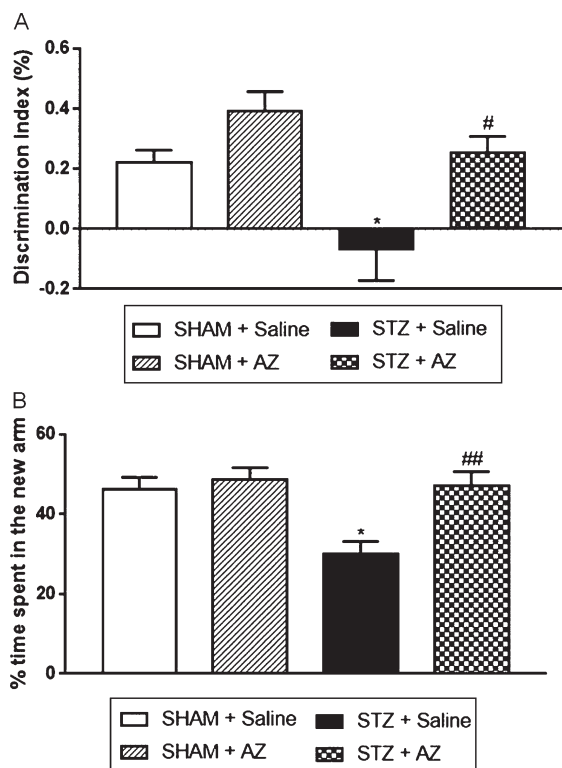 A
Discrimination Index (%)
0.6
0.4
0.2
0.0
-0.2
*
#
SHAM + Saline
STZ + Saline
SHAM + AZ
STZ + AZ
B
% time spent in the new arm
60
40
20
0
*
##
SHAM + Saline
STZ + Saline
SHAM + AZ
STZ + AZ